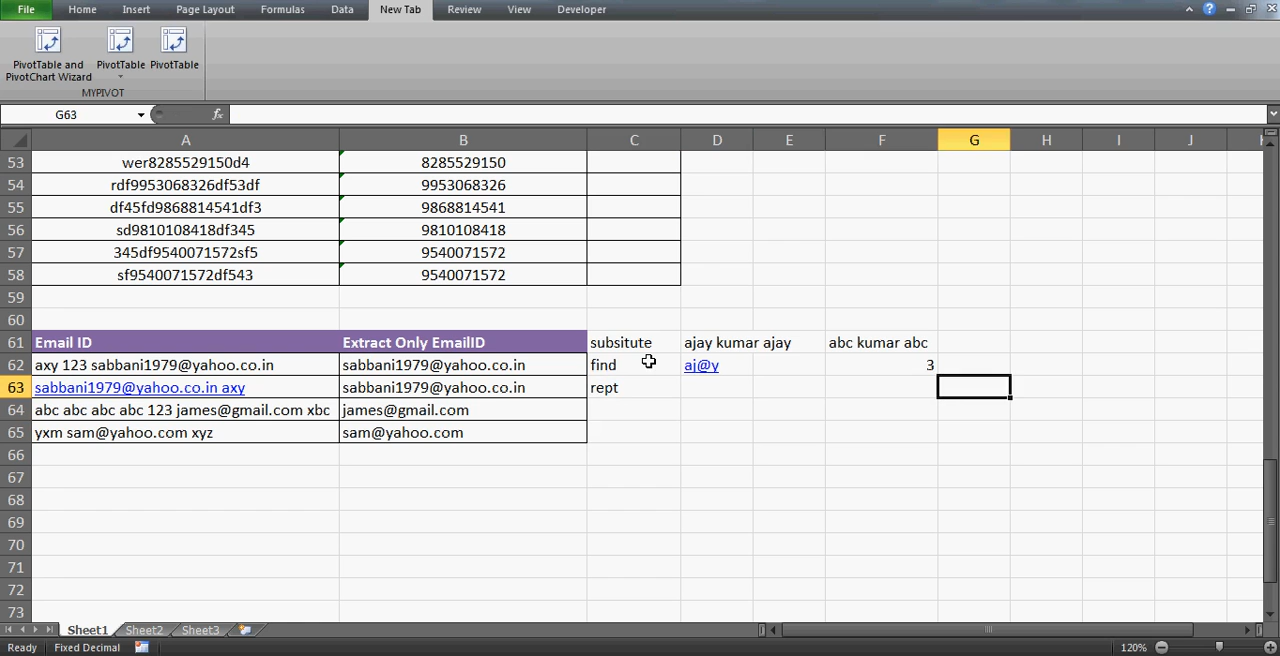 File Home Insert Page Layout Formulas Data New Tab Review View Developer
PivotTable and PivotChart Wizard
PivotTable
PivotTable
MYPIVOT
G63 fx
A B C D E F G H I J
53 wer8285529150d4 8285529150
54 rdf9953068326df53df 9953068326
55 df45fd9868814541df3 9868814541
56 sd9810108418df345 9810108418
57 345df9540071572sf5 9540071572
58 sf9540071572df543 9540071572
59
60
61 Email ID Extract Only EmailID subsitute ajay kumar ajay abc kumar abc
62 axy 123 sabbani1979@yahoo.co.in sabbani1979@yahoo.co.in find aj@y 3
63 sabbani1979@yahoo.co.in axy sabbani1979@yahoo.co.in rept
64 abc abc abc abc 123 james@gmail.com xbc james@gmail.com
65 yxm sam@yahoo.com xyz sam@yahoo.com
66
67
68
69
70
71
72
73
Sheet1 Sheet2 Sheet3
Ready Fixed Decimal 120%